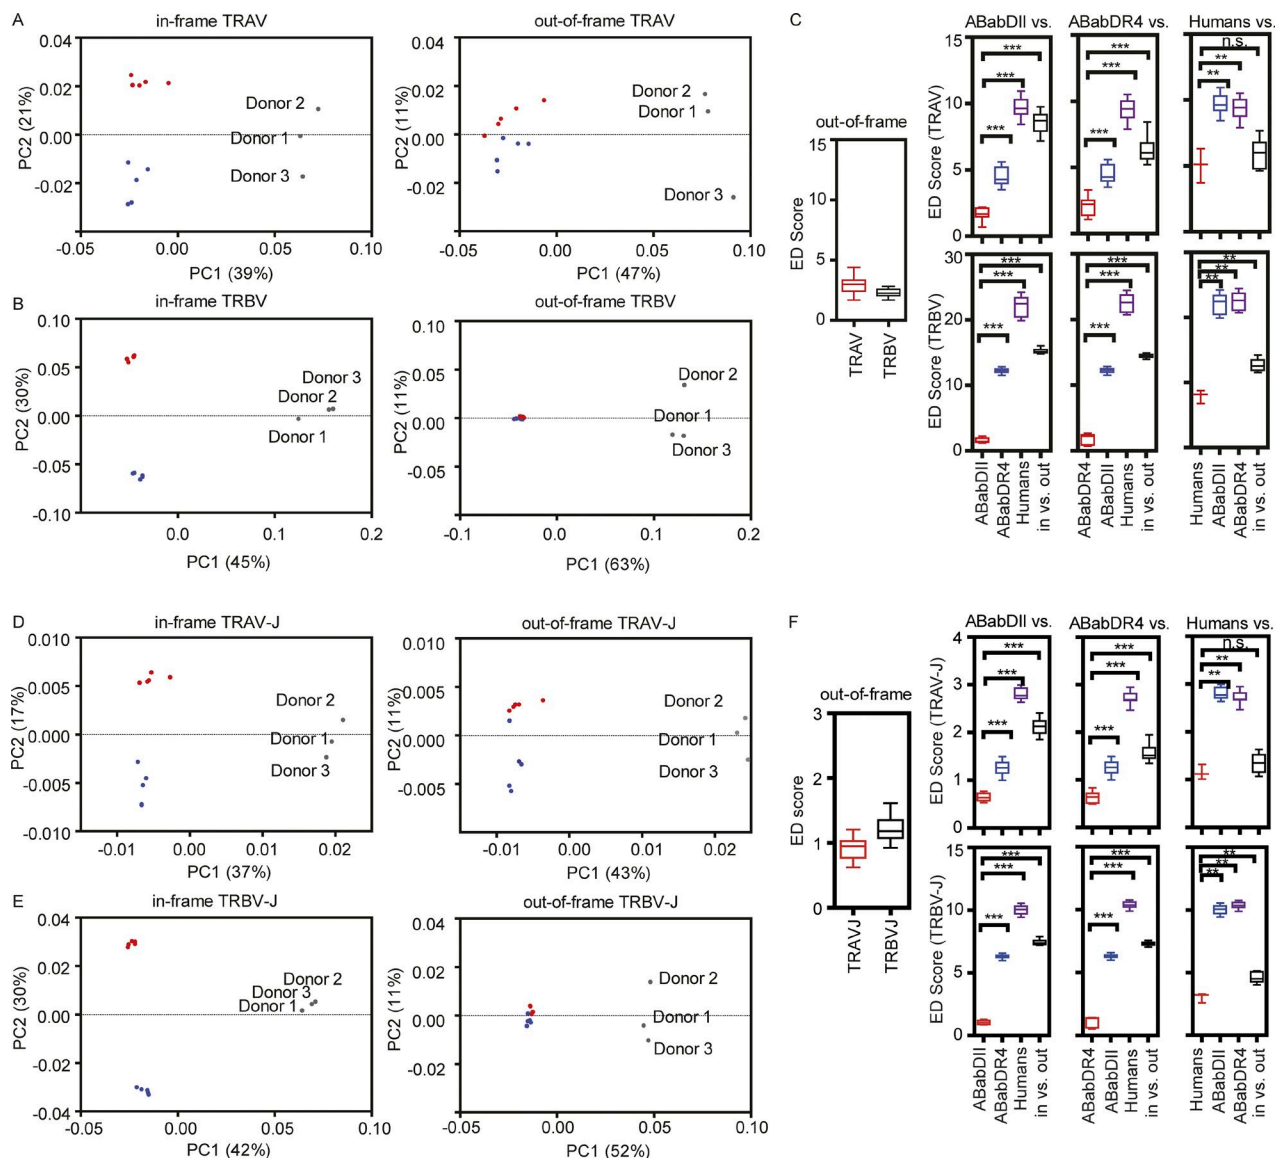 A
in-frame TRAV
0.04
0.02
0.00
-0.02
-0.05
0.00
0.05
0.10
PC2 (21%)
PC1 (39%)
Donor 2
Donor 1
Donor 3
out-of-frame TRAV
0.04
0.02
0.00
-0.02
-0.05
0.00
0.05
0.10
PC2 (11%)
PC1 (47%)
Donor 2
Donor 1
Donor 3
B
in-frame TRBV
0.10
0.05
0.00
-0.05
-0.10
0.0
0.1
0.2
PC2 (30%)
PC1 (45%)
Donor 3
Donor 2
Donor 1
out-of-frame TRBV
0.10
0.05
0.00
-0.05
-0.1
0.0
0.1
0.2
PC2 (11%)
PC1 (63%)
Donor 2
Donor 1
Donor 3
C
out-of-frame
15
10
5
0
ED Score
TRAV
TRBV
ABabDII vs.
ABabDR4 vs.
Humans vs.
15
10
5
0
ED Score (TRAV)
***
***
***
***
***
***
n.s.
**
**
30
20
10
0
ED Score (TRBV)
***
***
***
***
***
***
**
**
**
ABabDII
ABabDR4
Humans
in vs. out
ABabDR4
ABabDII
Humans
in vs. out
Humans
ABabDII
ABabDR4
in vs. out
D
in-frame TRAV-J
0.010
0.005
0.000
-0.005
-0.010
-0.01
0.00
0.01
0.02
PC2 (17%)
PC1 (37%)
Donor 2
Donor 1
Donor 3
out-of-frame TRAV-J
0.010
0.005
0.000
-0.005
-0.01
0.00
0.01
0.02
PC2 (11%)
PC1 (43%)
Donor 2
Donor 1
Donor 3
E
in-frame TRBV-J
0.04
0.02
0.00
-0.02
-0.04
-0.05
0.00
0.05
0.10
PC2 (30%)
PC1 (42%)
Donor 2
Donor 3
Donor 1
out-of-frame TRBV-J
0.04
0.02
0.00
-0.02
-0.05
0.00
0.05
0.10
PC2 (11%)
PC1 (52%)
Donor 2
Donor 1
Donor 3
F
out-of-frame
3
2
1
0
ED score
TRAVJ
TRBVJ
ABabDII vs.
ABabDR4 vs.
Humans vs.
4
3
2
1
0
ED Score (TRAV-J)
***
***
***
***
***
***
n.s.
**
**
15
10
5
0
ED Score (TRBV-J)
***
***
***
***
***
***
**
**
**
ABabDII
ABabDR4
Humans
in vs. out
ABabDR4
ABabDII
Humans
in vs. out
Humans
ABabDII
ABabDR4
in vs. out